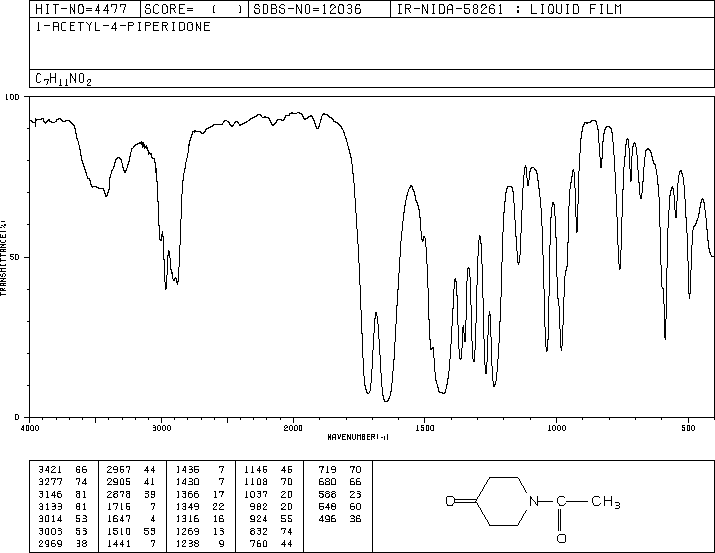 HIT-NO=4477 SCORE= ( ) SDBS-NO=12036 IR-NIDA-58261 : LIQUID FILM
1-ACETYL-4-PIPERIDONE
C7H11NO2
100
50
0
TRANSMITTANCE(%)
4000 3000 2000 1500 1000 500
WAVENUMBER(-1)
3421 66 2957 44 1436 7 1146 46 719 70
3277 74 2905 41 1430 7 1108 70 680 66
3146 81 2878 39 1366 17 1037 20 588 23
3139 81 1716 7 1349 22 982 20 548 60
3014 53 1647 4 1316 16 924 55 496 36
3003 53 1510 53 1269 13 832 74
2969 38 1441 7 1238 9 760 44
O N C CH3
O